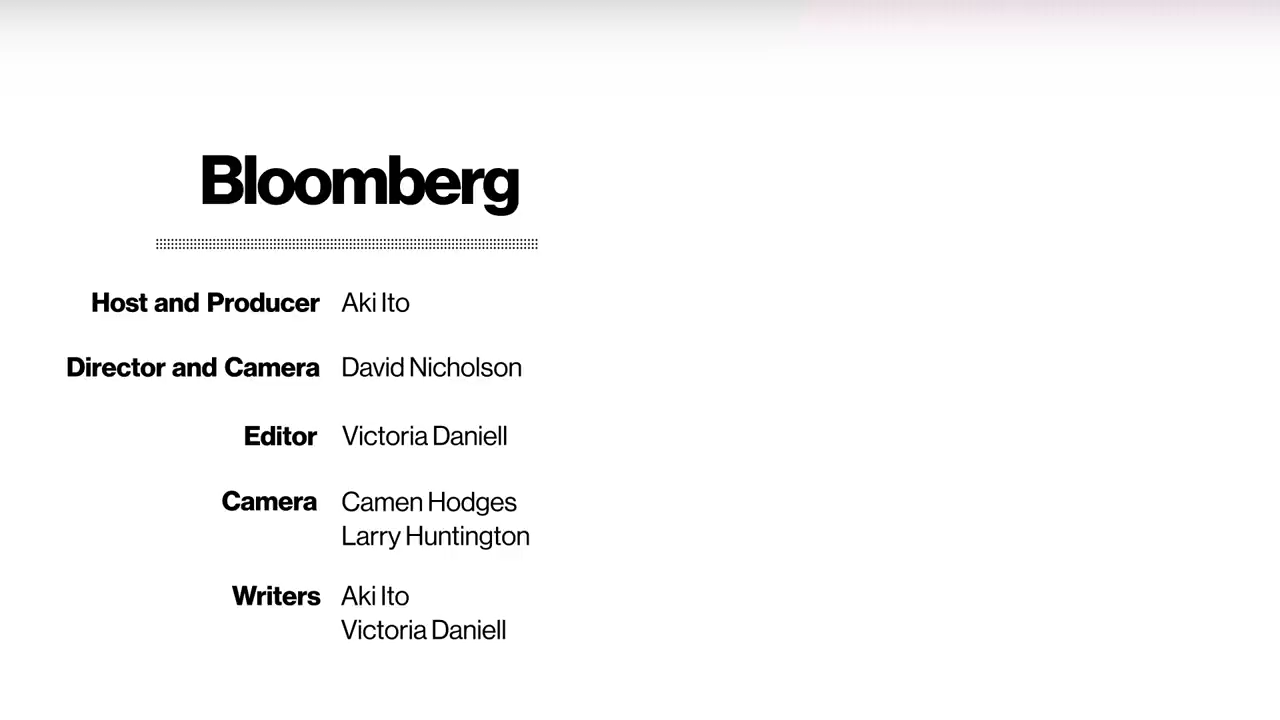 Bloomberg
Host and Producer Aki Ito
Director and Camera David Nicholson
Editor Victoria Daniell
Camera Camen Hodges
Larry Huntington
Writers Aki Ito
Victoria Daniell